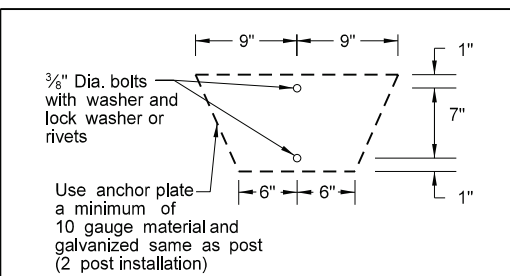 9"
9"
1"
⅜" Dia. bolts
with washer and
lock washer or
rivets
7"
Use anchor plate
a minimum of
10 gauge material and
galvanized same as post
(2 post installation)
6"
6"
1"